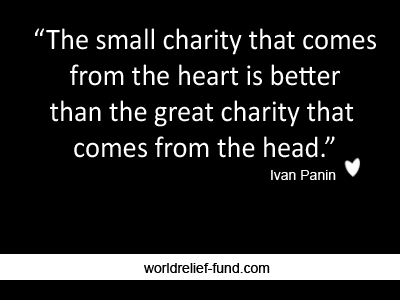 “The small charity that comes
from the heart is better
than the great charity that
comes from the head.”
Ivan Panin
worldrelief-fund.com